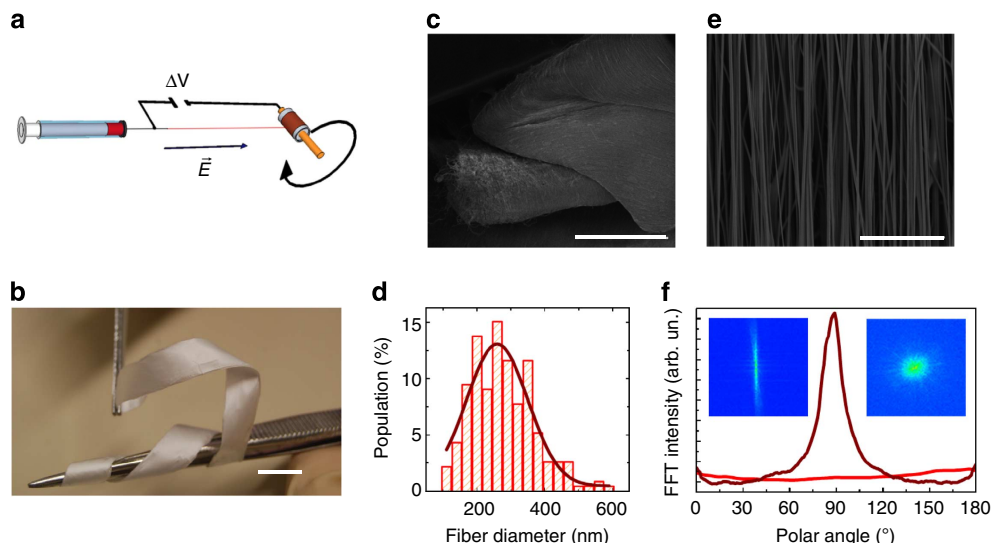 a
ΔV
E
b
c
d
15
10
5
0
Population (%)
200
400
600
Fiber diameter (nm)
e
f
FFT intensity (arb. un.)
0
30
60
90
120
150
180
Polar angle (°)